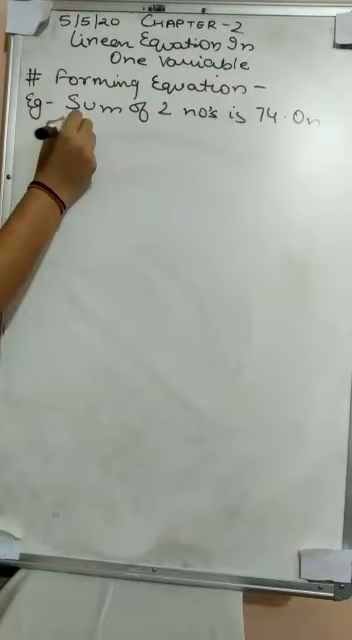 5/5/20 CHAPTER-2
Linear Equation In
One Variable
# Forming Equation -
Eg- Sum of 2 no's is 74. On